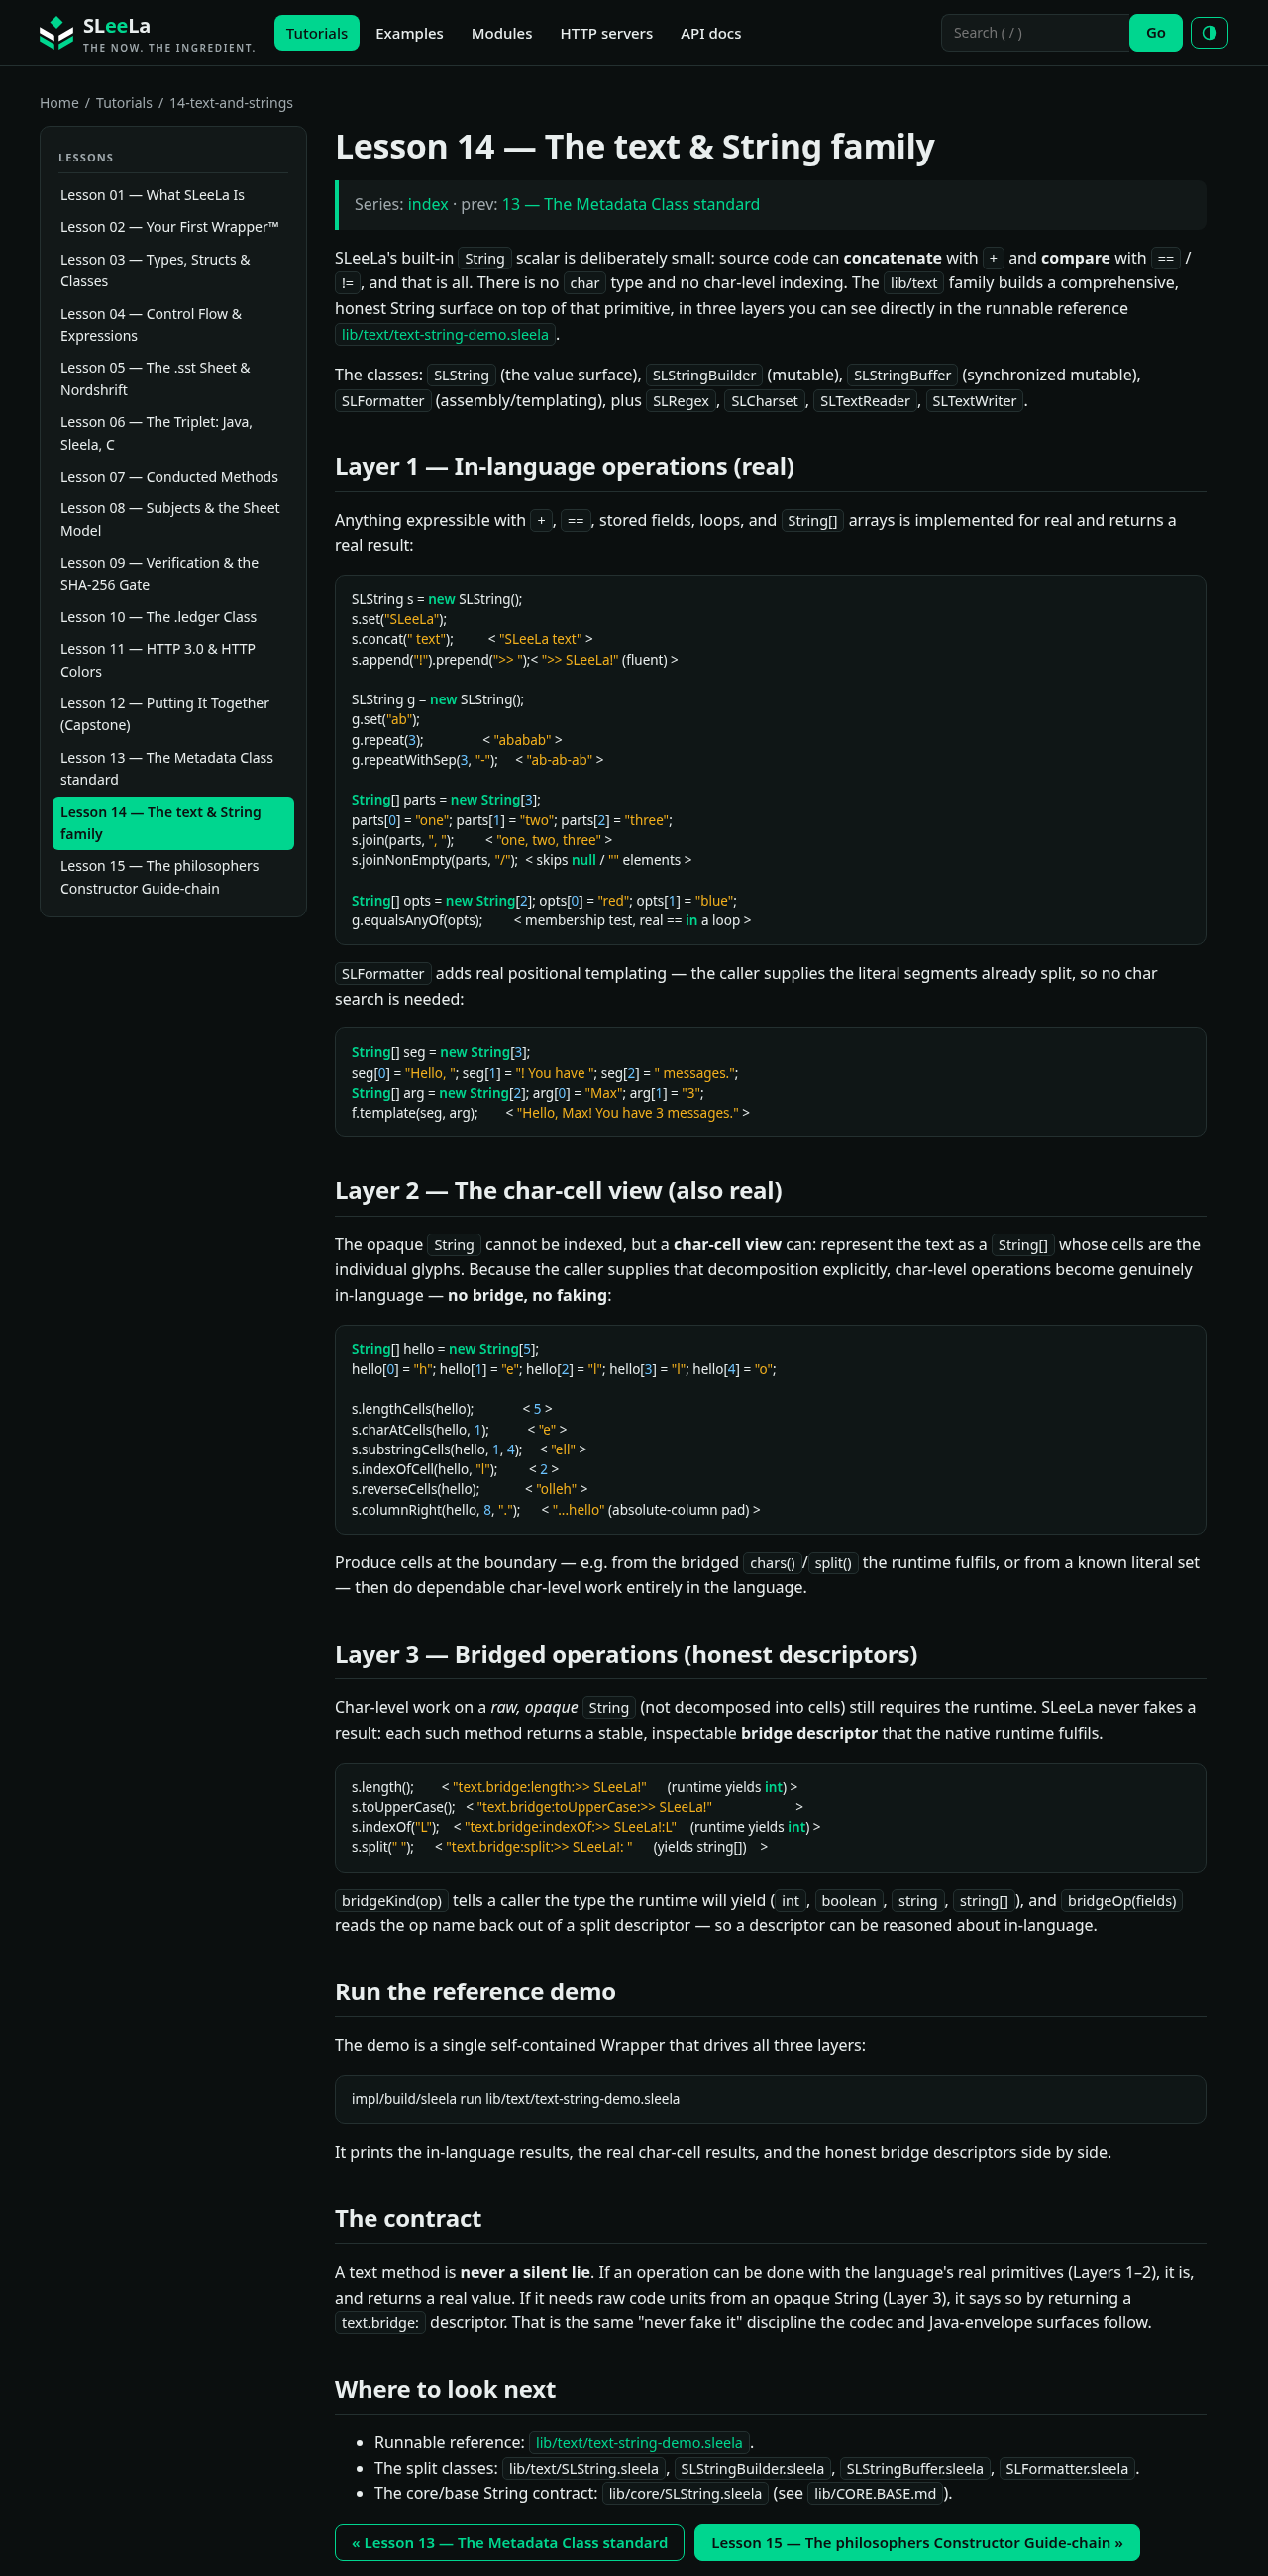 SLeeLa
THE NOW. THE INGREDIENT.
Tutorials
Examples
Modules
HTTP servers
API docs
Search ( / )
Go
Home / Tutorials / 14-text-and-strings
LESSONS
Lesson 01 — What SLeeLa Is
Lesson 02 — Your First Wrapper™
Lesson 03 — Types, Structs &
Classes
Lesson 04 — Control Flow &
Expressions
Lesson 05 — The .sst Sheet &
Nordshrift
Lesson 06 — The Triplet: Java,
Sleela, C
Lesson 07 — Conducted Methods
Lesson 08 — Subjects & the Sheet
Model
Lesson 09 — Verification & the
SHA-256 Gate
Lesson 10 — The .ledger Class
Lesson 11 — HTTP 3.0 & HTTP
Colors
Lesson 12 — Putting It Together
(Capstone)
Lesson 13 — The Metadata Class
standard
Lesson 14 — The text & String
family
Lesson 15 — The philosophers
Constructor Guide-chain
Lesson 14 — The text & String family
Series: index · prev: 13 — The Metadata Class standard
SLeeLa's built-in String scalar is deliberately small: source code can concatenate with + and compare with == /
!=, and that is all. There is no char type and no char-level indexing. The lib/text family builds a comprehensive,
honest String surface on top of that primitive, in three layers you can see directly in the runnable reference
lib/text/text-string-demo.sleela.
The classes: SLString (the value surface), SLStringBuilder (mutable), SLStringBuffer (synchronized mutable),
SLFormatter (assembly/templating), plus SLRegex, SLCharset, SLTextReader, SLTextWriter.
Layer 1 — In-language operations (real)
Anything expressible with +, ==, stored fields, loops, and String[] arrays is implemented for real and returns a
real result:
SLString s = new SLString();
s.set("SLeeLa");
s.concat(" text"); < "SLeeLa text" >
s.append("!").prepend(">> ");< ">> SLeeLa!" (fluent) >
SLString g = new SLString();
g.set("ab");
g.repeat(3); < "ababab" >
g.repeatWithSep(3, "-"); < "ab-ab-ab" >
String[] parts = new String[3];
parts[0] = "one"; parts[1] = "two"; parts[2] = "three";
s.join(parts, ", "); < "one, two, three" >
s.joinNonEmpty(parts, "/"); < skips null / "" elements >
String[] opts = new String[2]; opts[0] = "red"; opts[1] = "blue";
g.equalsAnyOf(opts); < membership test, real == in a loop >
SLFormatter adds real positional templating — the caller supplies the literal segments already split, so no char
search is needed:
String[] seg = new String[3];
seg[0] = "Hello, "; seg[1] = "! You have "; seg[2] = " messages.";
String[] arg = new String[2]; arg[0] = "Max"; arg[1] = "3";
f.template(seg, arg); < "Hello, Max! You have 3 messages." >
Layer 2 — The char-cell view (also real)
The opaque String cannot be indexed, but a char-cell view can: represent the text as a String[] whose cells are the
individual glyphs. Because the caller supplies that decomposition explicitly, char-level operations become genuinely
in-language — no bridge, no faking:
String[] hello = new String[5];
hello[0] = "h"; hello[1] = "e"; hello[2] = "l"; hello[3] = "l"; hello[4] = "o";
s.lengthCells(hello); < 5 >
s.charAtCells(hello, 1); < "e" >
s.substringCells(hello, 1, 4); < "ell" >
s.indexOfCell(hello, "l"); < 2 >
s.reverseCells(hello); < "olleh" >
s.columnRight(hello, 8, "."); < "...hello" (absolute-column pad) >
Produce cells at the boundary — e.g. from the bridged chars()/split() the runtime fulfils, or from a known literal set
— then do dependable char-level work entirely in the language.
Layer 3 — Bridged operations (honest descriptors)
Char-level work on a raw, opaque String (not decomposed into cells) still requires the runtime. SLeeLa never fakes a
result: each such method returns a stable, inspectable bridge descriptor that the native runtime fulfils.
s.length(); < "text.bridge:length:>> SLeeLa!" (runtime yields int) >
s.toUpperCase(); < "text.bridge:toUpperCase:>> SLeeLa!" >
s.indexOf("L"); < "text.bridge:indexOf:>> SLeeLa!:L" (runtime yields int) >
s.split(" "); < "text.bridge:split:>> SLeeLa!: " (yields string[]) >
bridgeKind(op) tells a caller the type the runtime will yield (int, boolean, string, string[]), and bridgeOp(fields)
reads the op name back out of a split descriptor — so a descriptor can be reasoned about in-language.
Run the reference demo
The demo is a single self-contained Wrapper that drives all three layers:
impl/build/sleela run lib/text/text-string-demo.sleela
It prints the in-language results, the real char-cell results, and the honest bridge descriptors side by side.
The contract
A text method is never a silent lie. If an operation can be done with the language's real primitives (Layers 1–2), it is,
and returns a real value. If it needs raw code units from an opaque String (Layer 3), it says so by returning a
text.bridge: descriptor. That is the same "never fake it" discipline the codec and Java-envelope surfaces follow.
Where to look next
• Runnable reference: lib/text/text-string-demo.sleela.
• The split classes: lib/text/SLString.sleela, SLStringBuilder.sleela, SLStringBuffer.sleela, SLFormatter.sleela.
• The core/base String contract: lib/core/SLString.sleela (see lib/CORE.BASE.md).
« Lesson 13 — The Metadata Class standard
Lesson 15 — The philosophers Constructor Guide-chain »